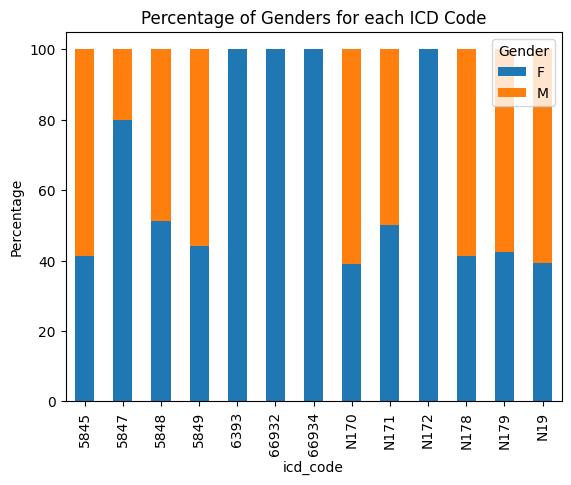 Percentage of Genders for each ICD Code
Gender
F
M
Percentage
100
80
60
40
20
0
5845
5847
5848
5849
6393
66932
66934
N170
N171
N172
N178
N179
N19
icd_code